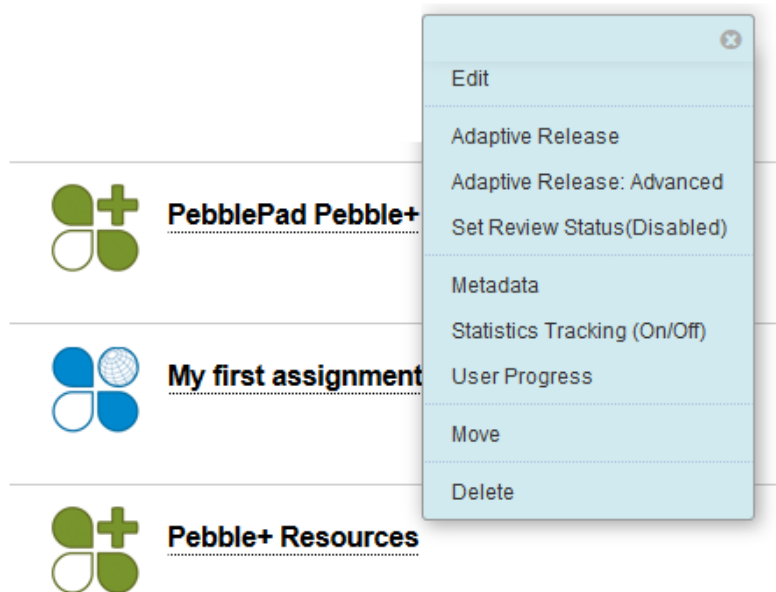 Edit
Adaptive Release
Adaptive Release: Advanced
Set Review Status(Disabled)
Metadata
Statistics Tracking (On/Off)
User Progress
Move
Delete
PebblePad Pebble+
My first assignment
Pebble+ Resources